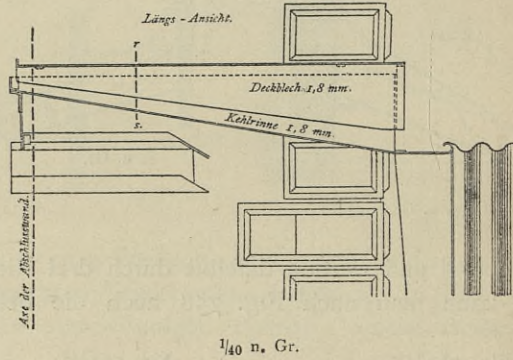 Längs - Ansicht.
r
Deckblech 1,8 mm.
Kehlrinne 1,8 mm.
s.
Axe der Abschlusswand.
1/40 n. Gr.